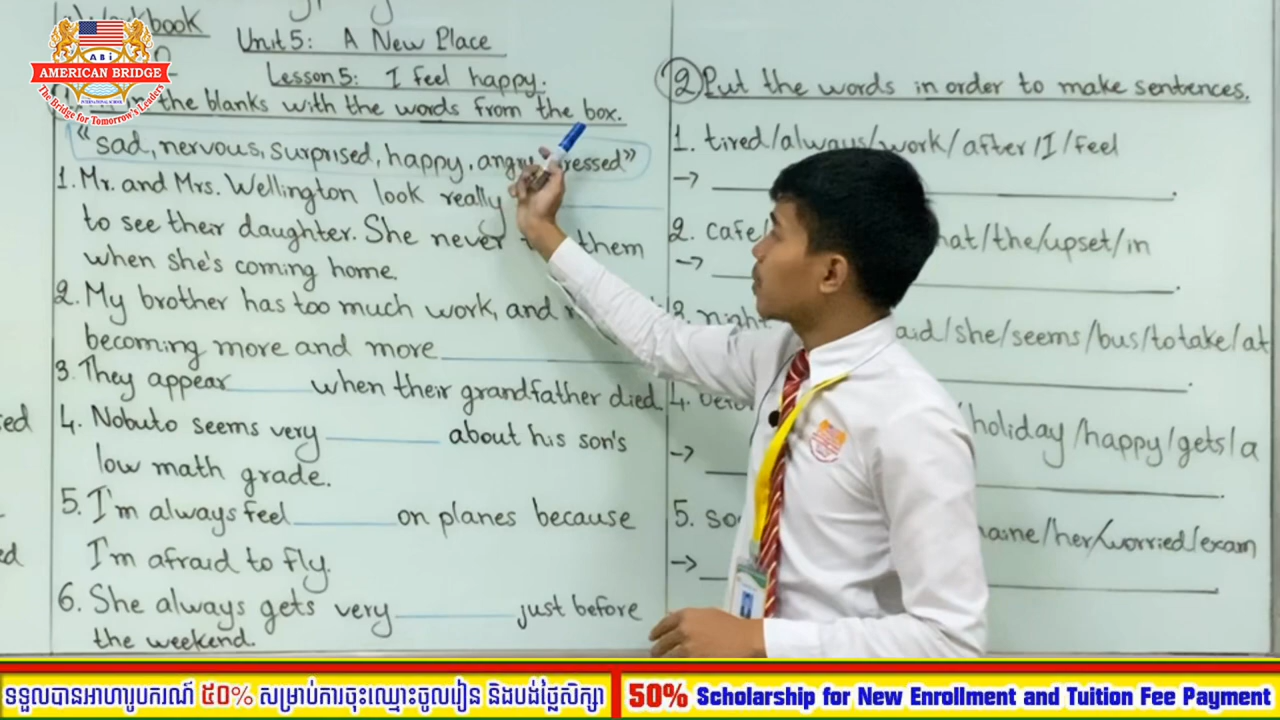 AMERICAN BRIDGE
ABi
INTERNATIONAL SCHOOL
The Bridge for Tomorrow's Leaders
Unit 5: A New Place
Lesson 5: I feel happy.
the blanks with the words from the box.
"sad, nervous, surprised, happy, angry, ressed"
1. Mr. and Mrs. Wellington look really
to see their daughter. She never them
when she's coming home.
2. My brother has too much work, and
becoming more and more
3. They appear when their grandfather died.
4. Nobuto seems very about his son's
low math grade.
5. I'm always feel on planes because
I'm afraid to fly.
6. She always gets very just before
the weekend.
② Put the words in order to make sentences.
1. tired/always/work/after/I/feel
→
2. cafe hat/the/upset/in
→
3. night aid/she/seems/bus/to take/at
4. /holiday/happy/gets/a
→
5. so her/worried/exam
→
ed
ed
ទទួលបានអាហារូបករណ៍ ៥០% សម្រាប់ការចុះឈ្មោះចូលរៀន និងបង់ថ្លៃសិក្សា
50% Scholarship for New Enrollment and Tuition Fee Payment